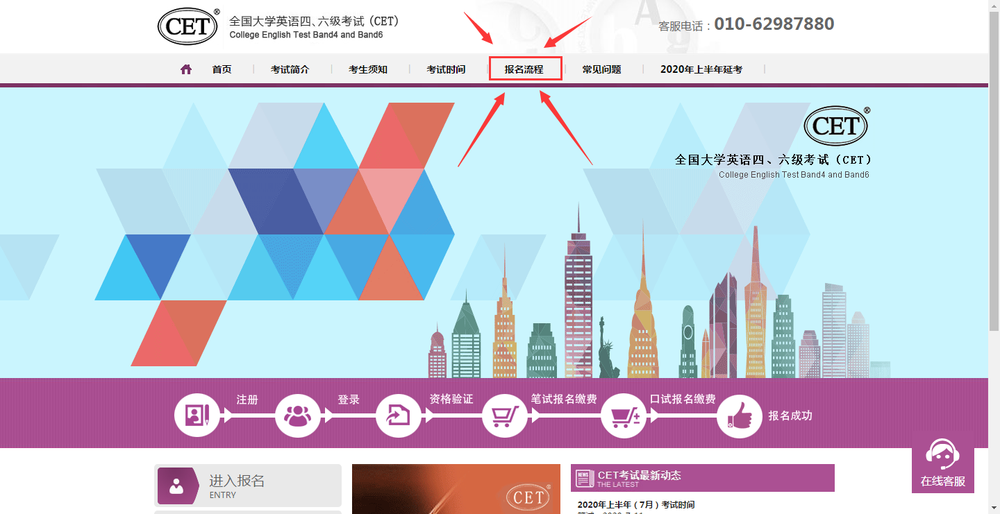 CET®
全国大学英语四、六级考试（CET）
College English Test Band4 and Band6
客服电话：010-62987880
首页
考试简介
考生须知
考试时间
报名流程
常见问题
2020年上半年延考
CET®
全国大学英语四、六级考试（CET）
College English Test Band4 and Band6
注册
登录
资格验证
笔试报名缴费
口试报名缴费
报名成功
在线客服
进入报名
ENTRY
CET®
NEWS
CET考试最新动态
THE LATEST
2020年上半年（7月）考试时间